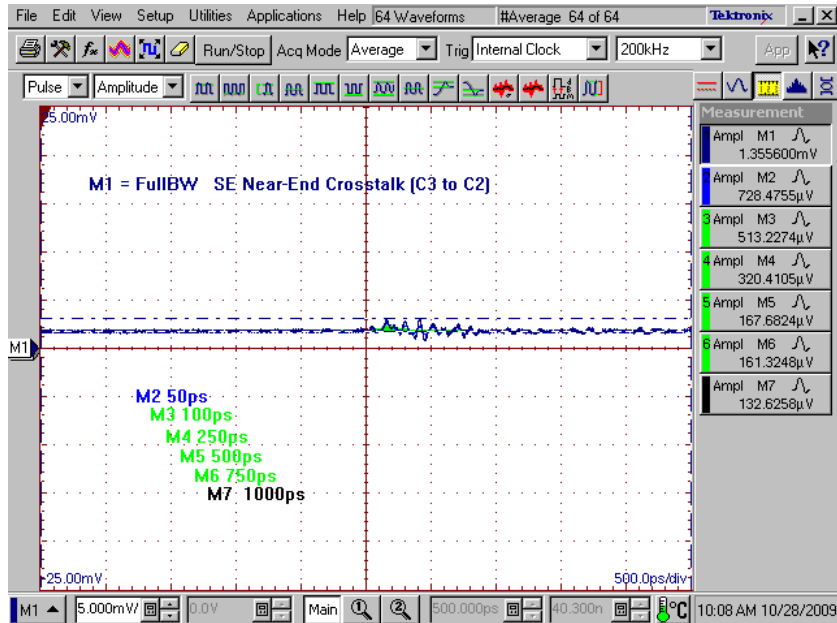 File Edit View Setup Utilities Applications Help 64 Waveforms #Average 64 of 64 Tektronix
Run/Stop Acq Mode Average Trig Internal Clock 200kHz App
Pulse Amplitude
Measurement
5.00mV
Ampl M1
1.355600mV
M1 = FullBW SE Near-End Crosstalk (C3 to C2)
2 Ampl M2
728.4755µV
3 Ampl M3
513.2274µV
4 Ampl M4
320.4105µV
5 Ampl M5
167.6824µV
6 Ampl M6
161.3248µV
Ampl M7
132.6258µV
M1
M2 50ps
M3 100ps
M4 250ps
M5 500ps
M6 750ps
M7 1000ps
-25.00mV 500.0ps/div
M1 5.000mV/ 0.0V Main 1 2 500.000ps 40.300n °C 10:08 AM 10/28/2009